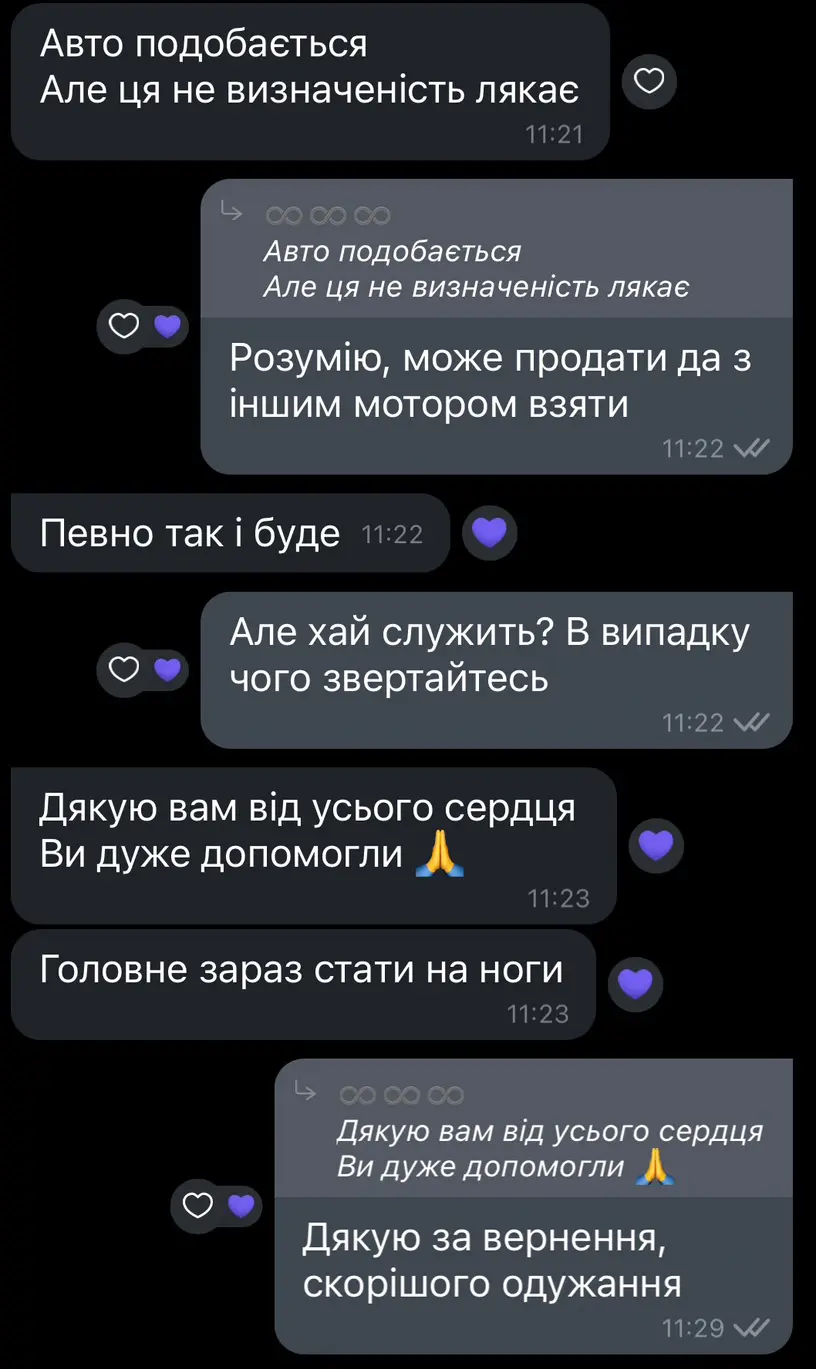 Авто подобається
Але ця не визначеність лякає
11:21
∞ ∞ ∞
Авто подобається
Але ця не визначеність лякає
Розумію, може продати да з
іншим мотором взяти
11:22
Певно так і буде 11:22
Але хай служить? В випадку
чого звертайтесь
11:22
Дякую вам від усього сердця
Ви дуже допомогли 🙏
11:23
Головне зараз стати на ноги
11:23
∞ ∞ ∞
Дякую вам від усього сердця
Ви дуже допомогли 🙏
Дякую за вернення,
скорішого одужання
11:29